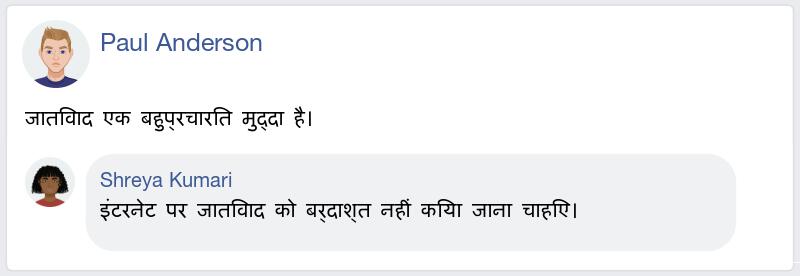 Paul Anderson
जातिवाद एक बहुप्रचारित मुद्दा है।
Shreya Kumari
इंटरनेट पर जातिवाद को बर्दाश्त नहीं किया जाना चाहिए।